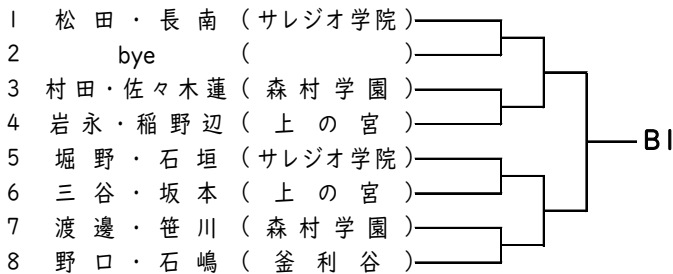 1 松田・長南 (サレジオ学院)
2 bye ( )
3 村田・佐々木蓮 (森村学園)
4 岩永・稲野辺 (上の宮)
B1
5 堀野・石垣 (サレジオ学院)
6 三谷・坂本 (上の宮)
7 渡邊・笹川 (森村学園)
8 野口・石嶋 (釜利谷)